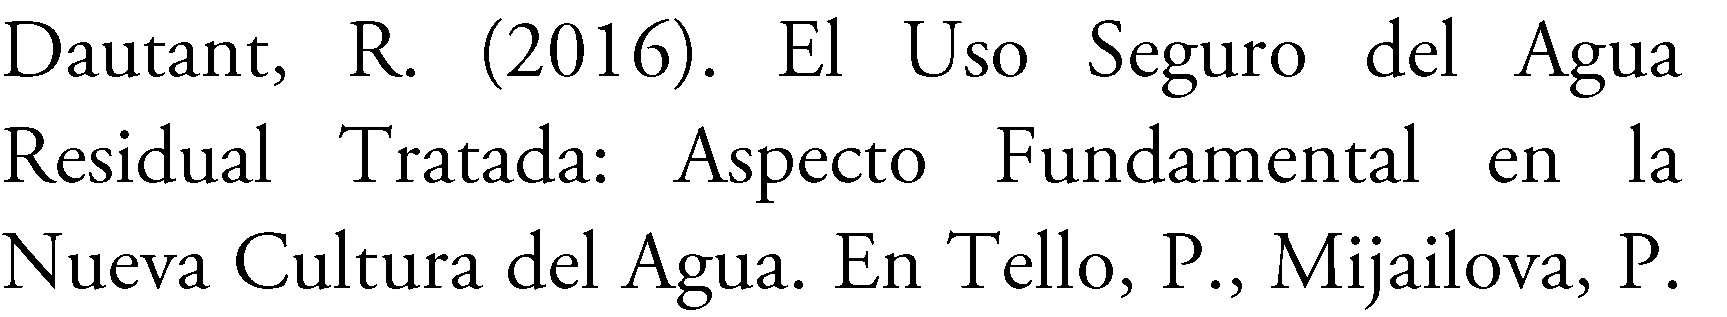 Dautant, R. (2016). El Uso Seguro del Agua
Residual Tratada: Aspecto Fundamental en la
Nueva Cultura del Agua. En Tello, P., Mijailova, P.